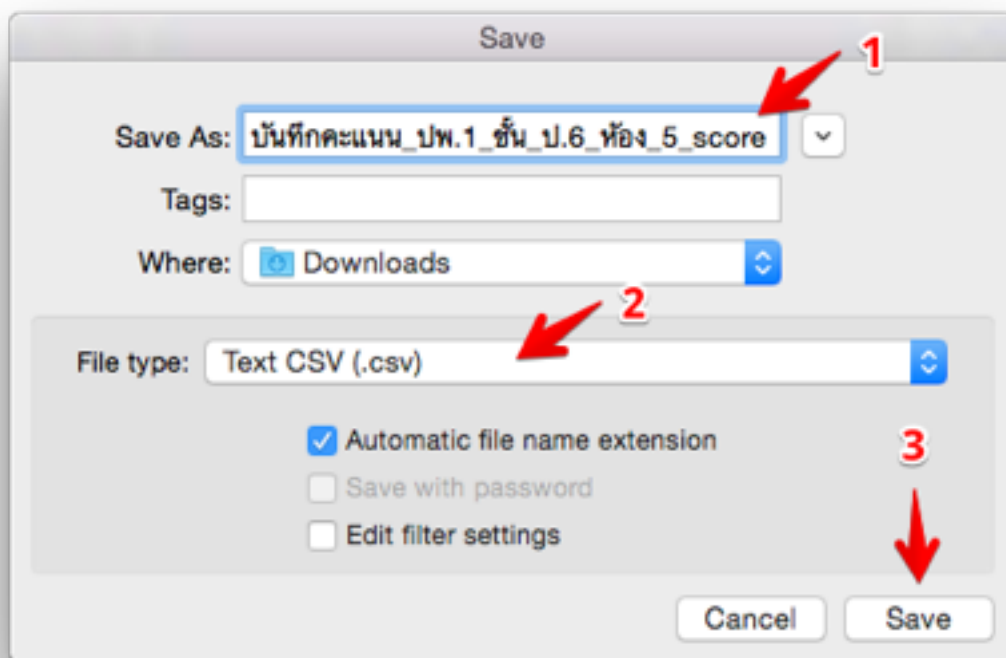 Save
1
Save As: บันทึกคะแนน_ปพ.1_ชั้น_ป.6_ห้อง_5_score
Tags:
Where: Downloads
2
File type: Text CSV (.csv)
Automatic file name extension
3
Save with password
Edit filter settings
Cancel Save